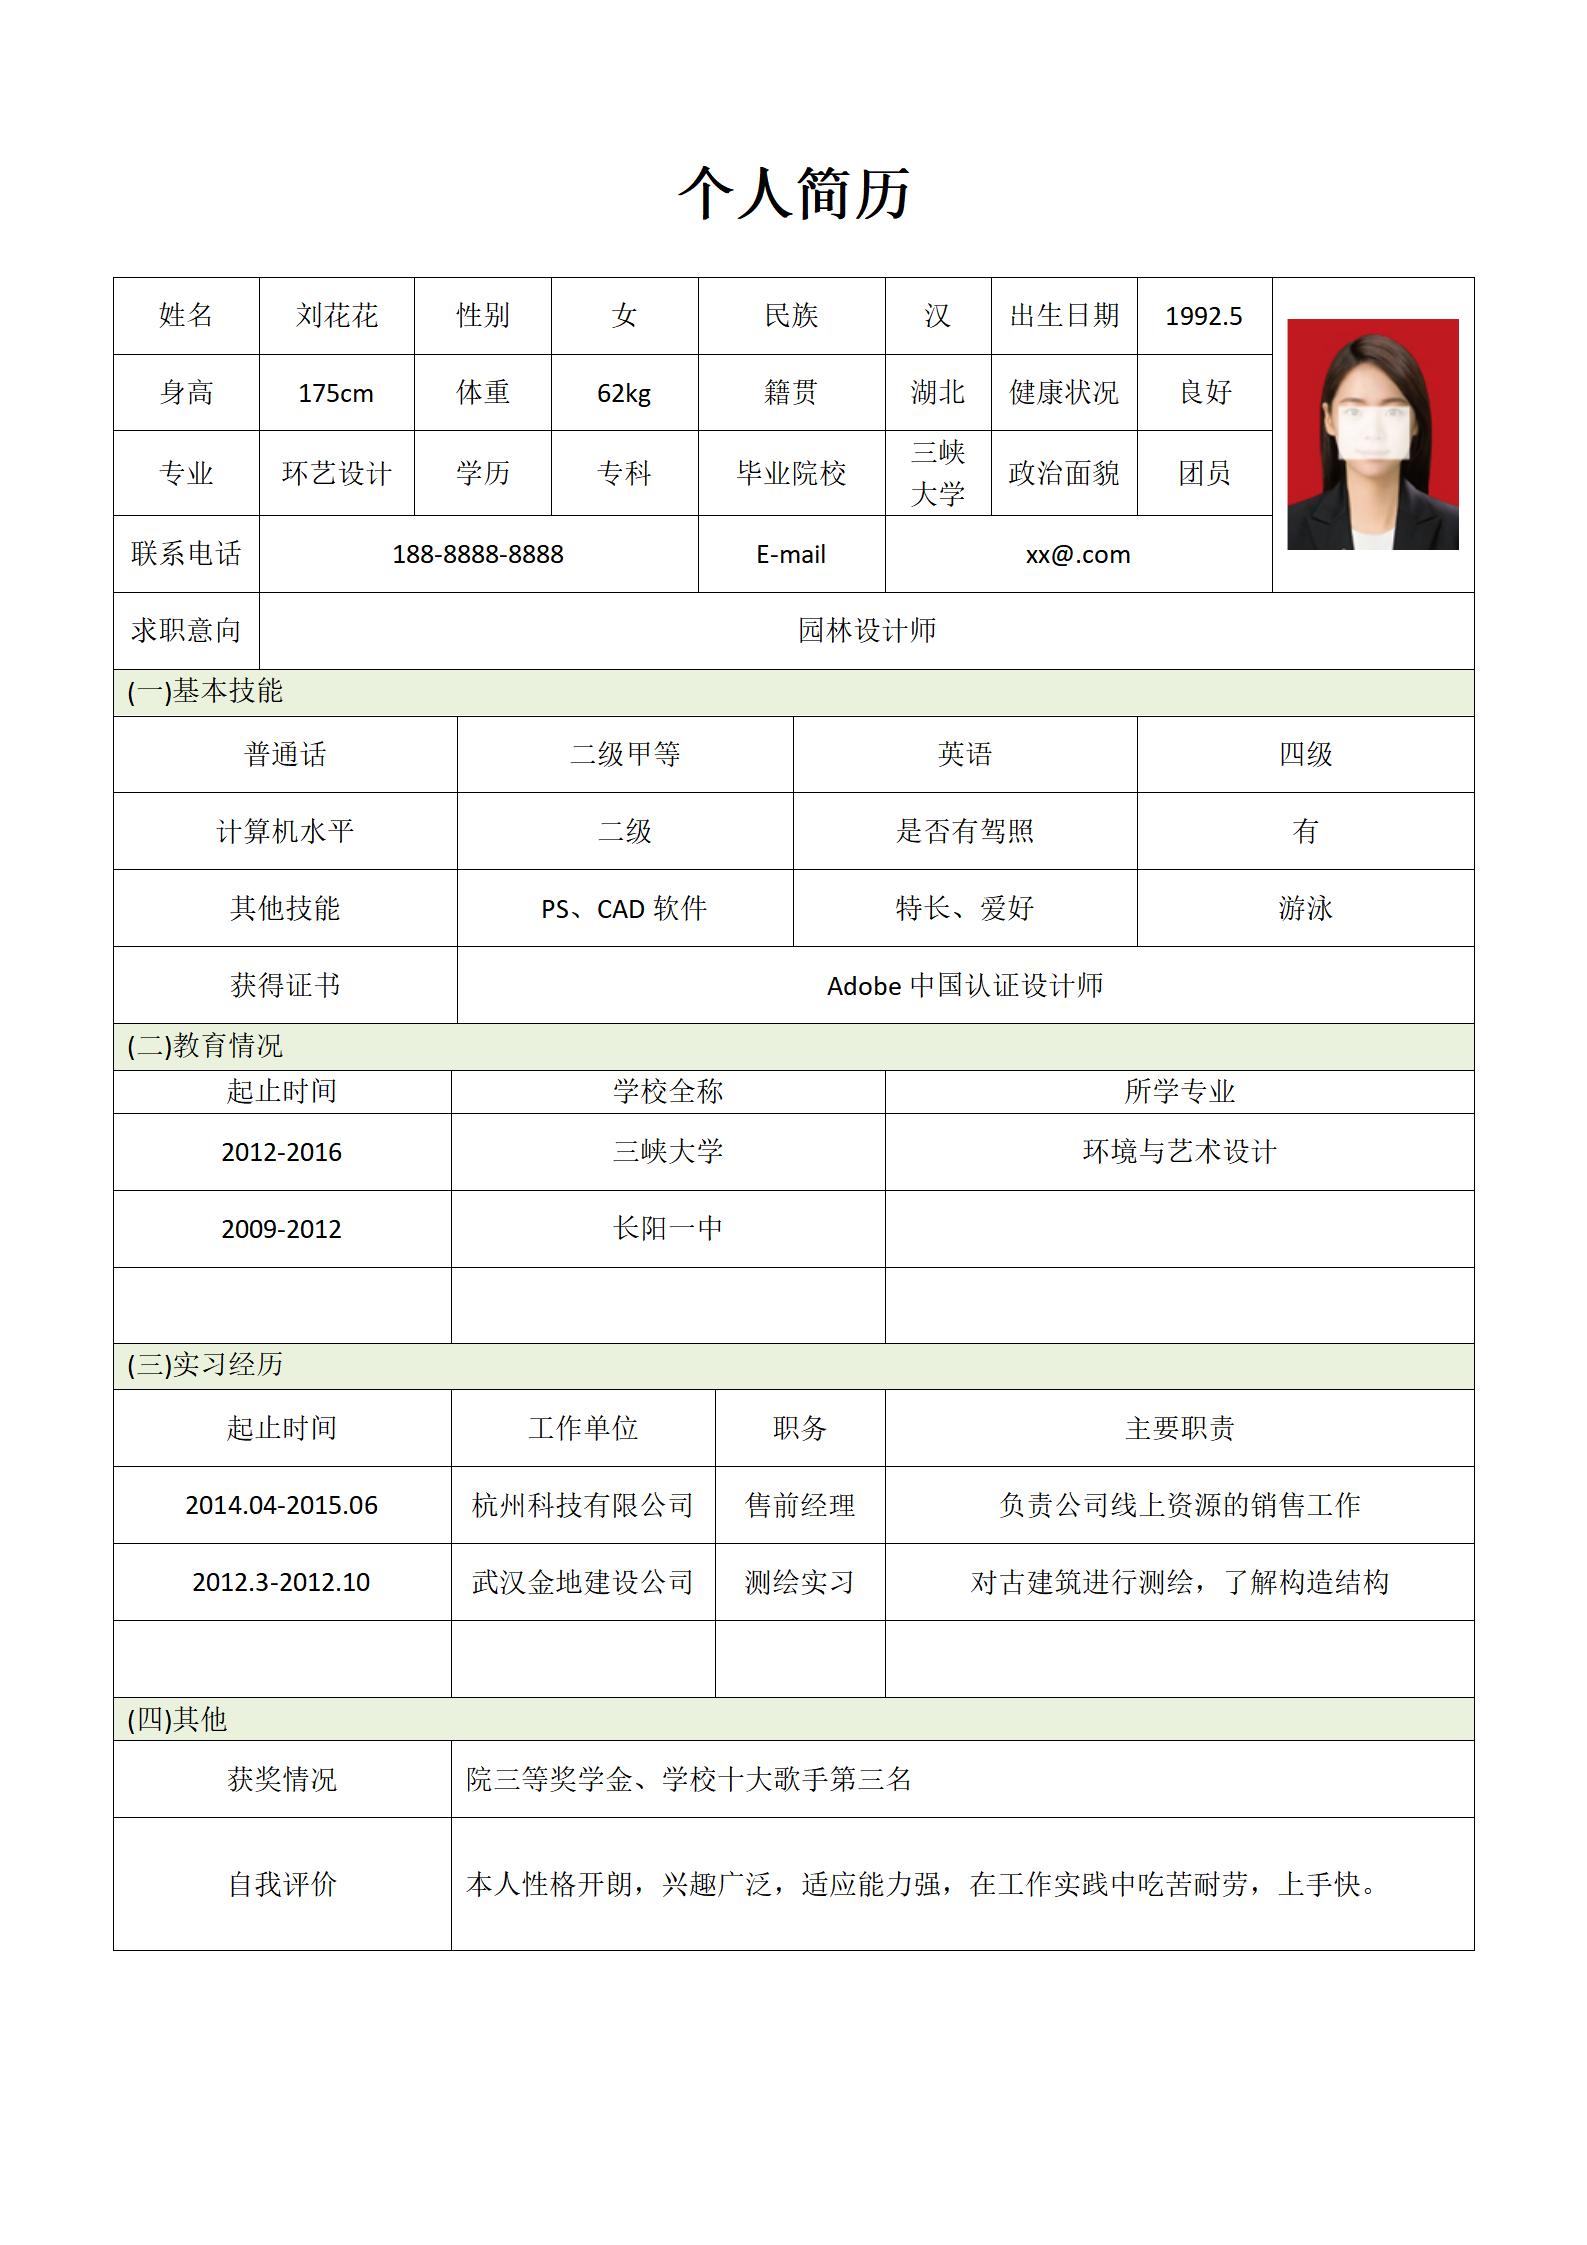 个人简历
姓名 刘花花 性别 女 民族 汉 出生日期 1992.5
身高 175cm 体重 62kg 籍贯 湖北 健康状况 良好
专业 环艺设计 学历 专科 毕业院校 三峡大学 政治面貌 团员
联系电话 188-8888-8888 E-mail xx@.com
求职意向 园林设计师
(一)基本技能
普通话 二级甲等 英语 四级
计算机水平 二级 是否有驾照 有
其他技能 PS、CAD 软件 特长、爱好 游泳
获得证书 Adobe 中国认证设计师
(二)教育情况
起止时间 学校全称 所学专业
2012-2016 三峡大学 环境与艺术设计
2009-2012 长阳一中
(三)实习经历
起止时间 工作单位 职务 主要职责
2014.04-2015.06 杭州科技有限公司 售前经理 负责公司线上资源的销售工作
2012.3-2012.10 武汉金地建设公司 测绘实习 对古建筑进行测绘，了解构造结构
(四)其他
获奖情况 院三等奖学金、学校十大歌手第三名
自我评价 本人性格开朗，兴趣广泛，适应能力强，在工作实践中吃苦耐劳，上手快。